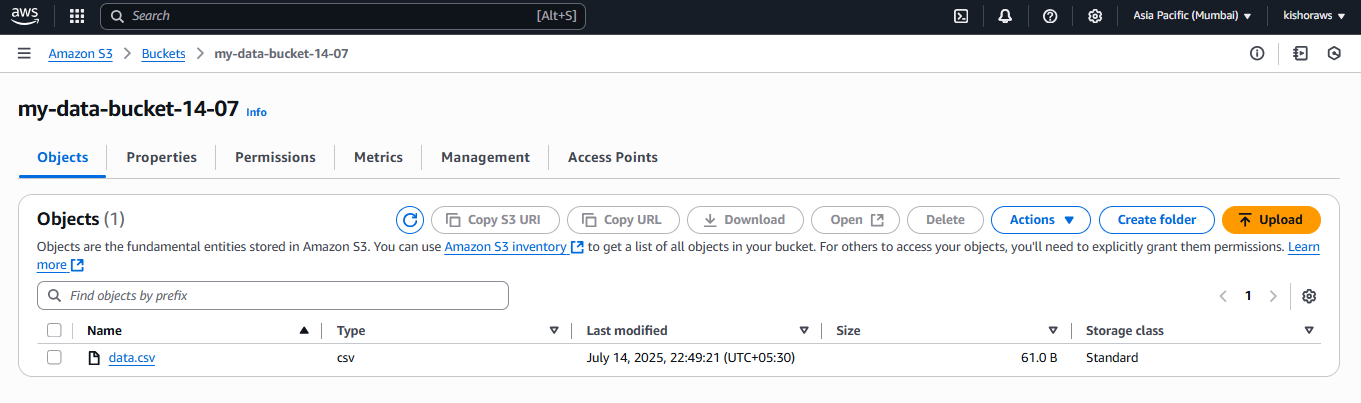 aws Search [Alt+S] Asia Pacific (Mumbai) kishoraws
Amazon S3 Buckets my-data-bucket-14-07
my-data-bucket-14-07 Info
Objects Properties Permissions Metrics Management Access Points
Objects (1) Copy S3 URI Copy URL Download Open Delete Actions Create folder Upload
Objects are the fundamental entities stored in Amazon S3. You can use Amazon S3 inventory to get a list of all objects in your bucket. For others to access your objects, you'll need to explicitly grant them permissions. Learn
more
Find objects by prefix 1
Name Type Last modified Size Storage class
data.csv csv July 14, 2025, 22:49:21 (UTC+05:30) 61.0 B Standard